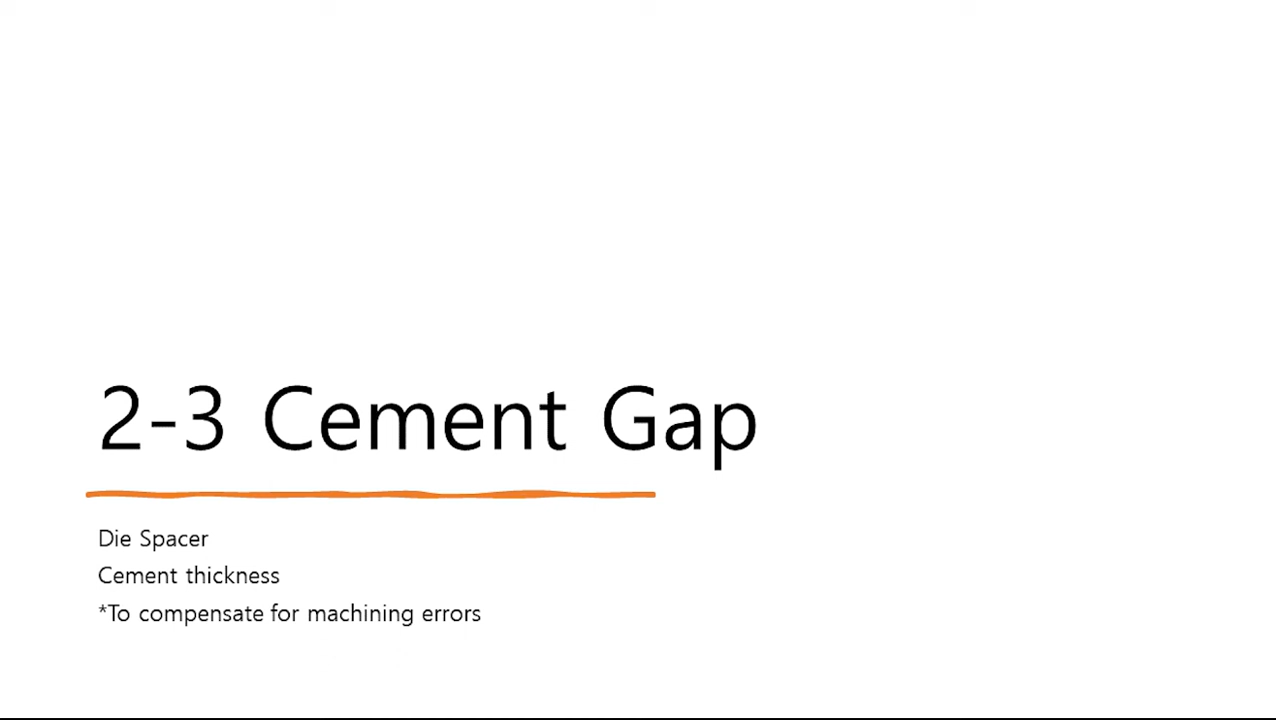 2-3 Cement Gap
Die Spacer
Cement thickness
*To compensate for machining errors